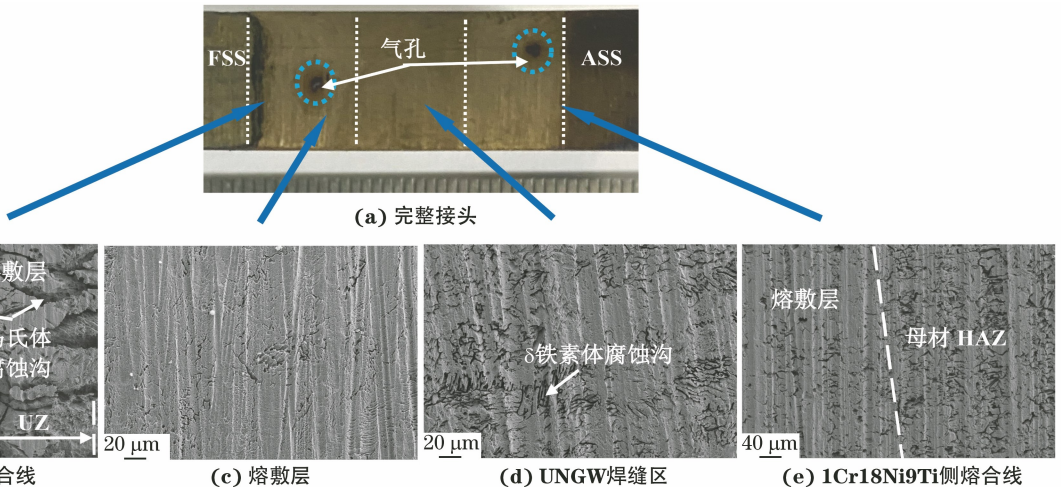 FSS
气孔
ASS
(a) 完整接头
敷层
氏体
蚀沟
UZ
20 μm
δ铁素体腐蚀沟
20 μm
熔敷层
母材 HAZ
40 μm
合线
(c) 熔敷层
(d) UNGW焊缝区
(e) 1Cr18Ni9Ti侧熔合线